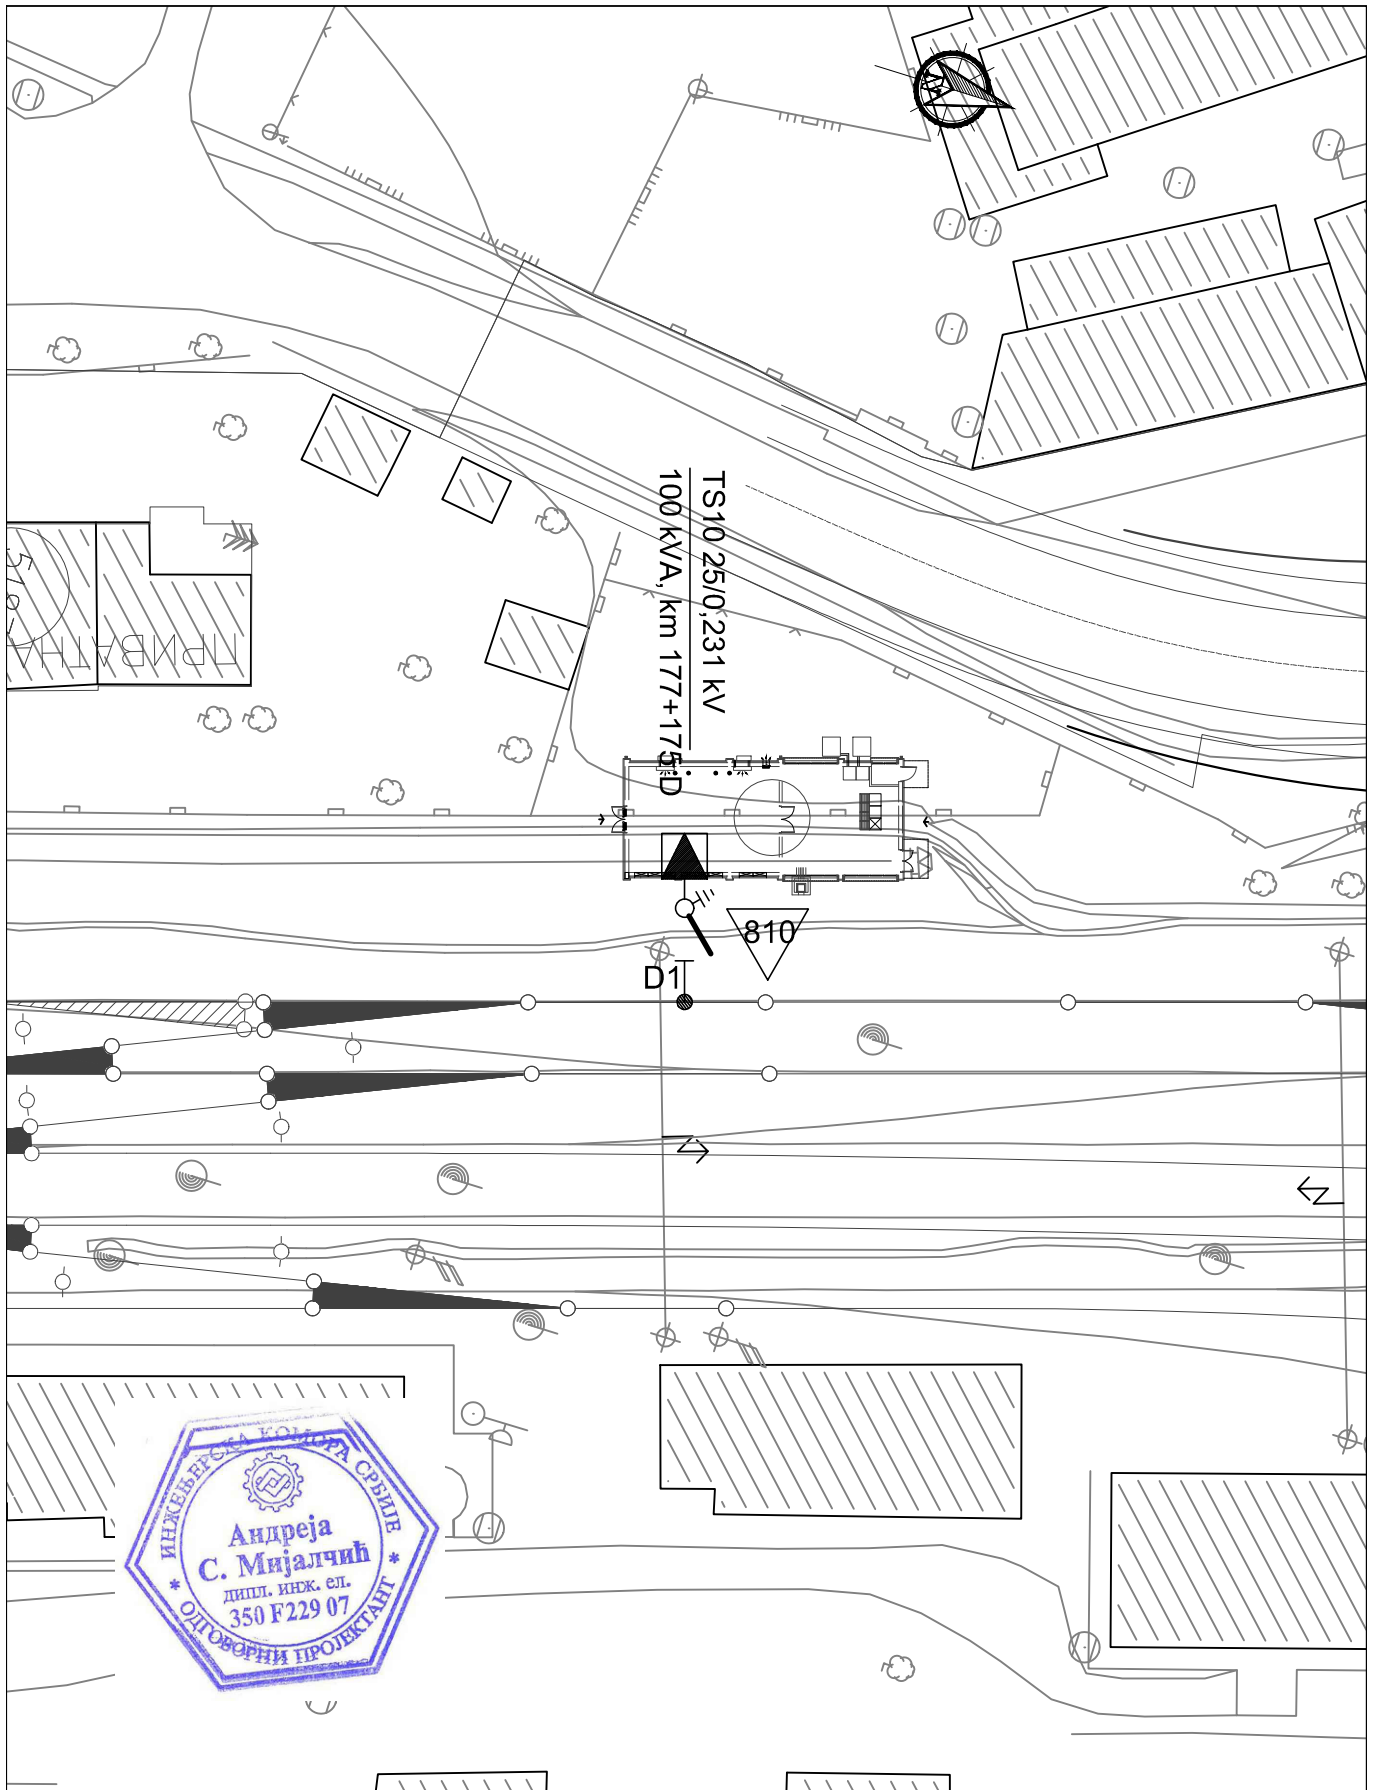 TS10 25/0,231 kV
100 kVA, km 177+175 D
ПРИВАТНА
810
D1
ИНЖЕЊЕРСКА КОМОРА СРБИЈЕ
Андреја
С. Мијалчић
дипл. инж. ел.
350 F229 07
* ОДГОВОРНИ ПРОЈЕКТАНТ *